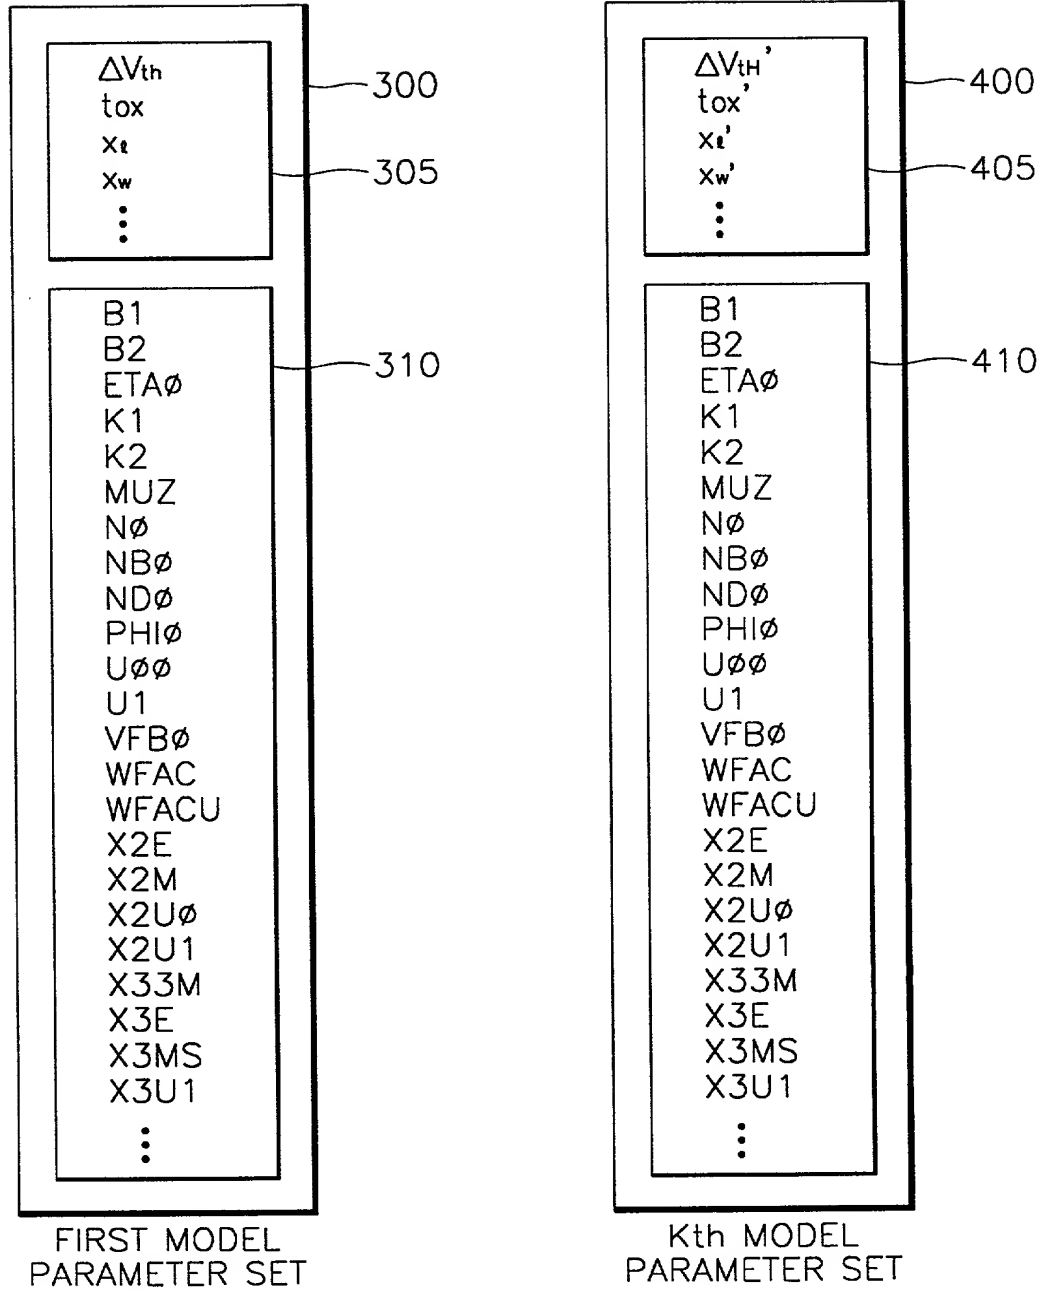 ΔVth
tox
xℓ
xw
⋮
300
305
B1
B2
ETAØ
K1
K2
MUZ
NØ
NBØ
NDØ
PHIØ
UØØ
U1
VFBØ
WFAC
WFACU
X2E
X2M
X2UØ
X2U1
X33M
X3E
X3MS
X3U1
⋮
310
FIRST MODEL
PARAMETER SET
ΔVtH'
tox'
xℓ'
xw'
⋮
400
405
B1
B2
ETAØ
K1
K2
MUZ
NØ
NBØ
NDØ
PHIØ
UØØ
U1
VFBØ
WFAC
WFACU
X2E
X2M
X2UØ
X2U1
X33M
X3E
X3MS
X3U1
⋮
410
Kth MODEL
PARAMETER SET